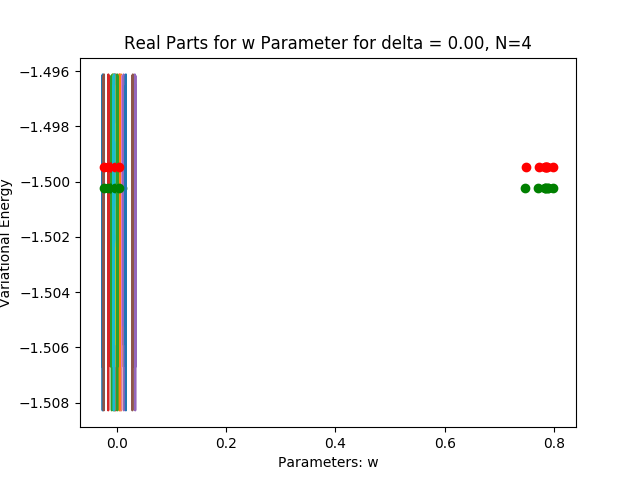 Real Parts for w Parameter for delta = 0.00, N=4
Variational Energy
−1.496
−1.498
−1.500
−1.502
−1.504
−1.506
−1.508
0.0 0.2 0.4 0.6 0.8
Parameters: w